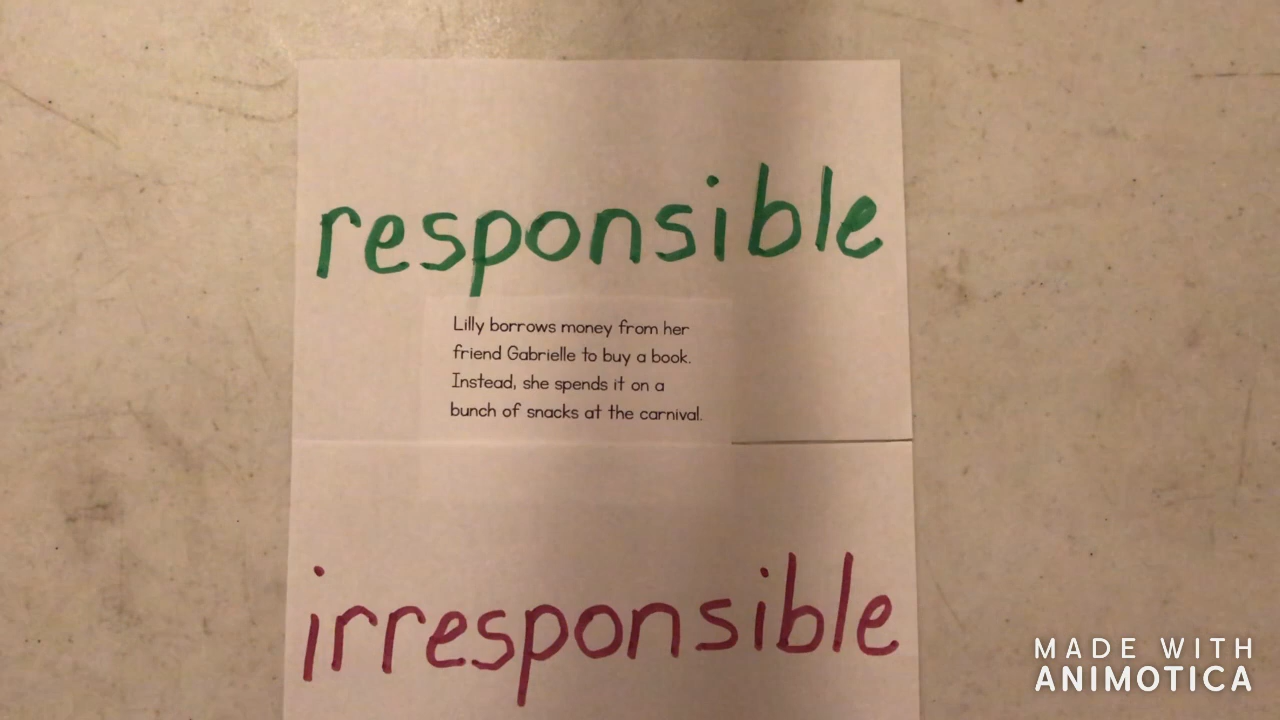 responsible
Lilly borrows money from her
friend Gabrielle to buy a book.
Instead, she spends it on a
bunch of snacks at the carnival.
irresponsible
MADE WITH
ANIMOTICA